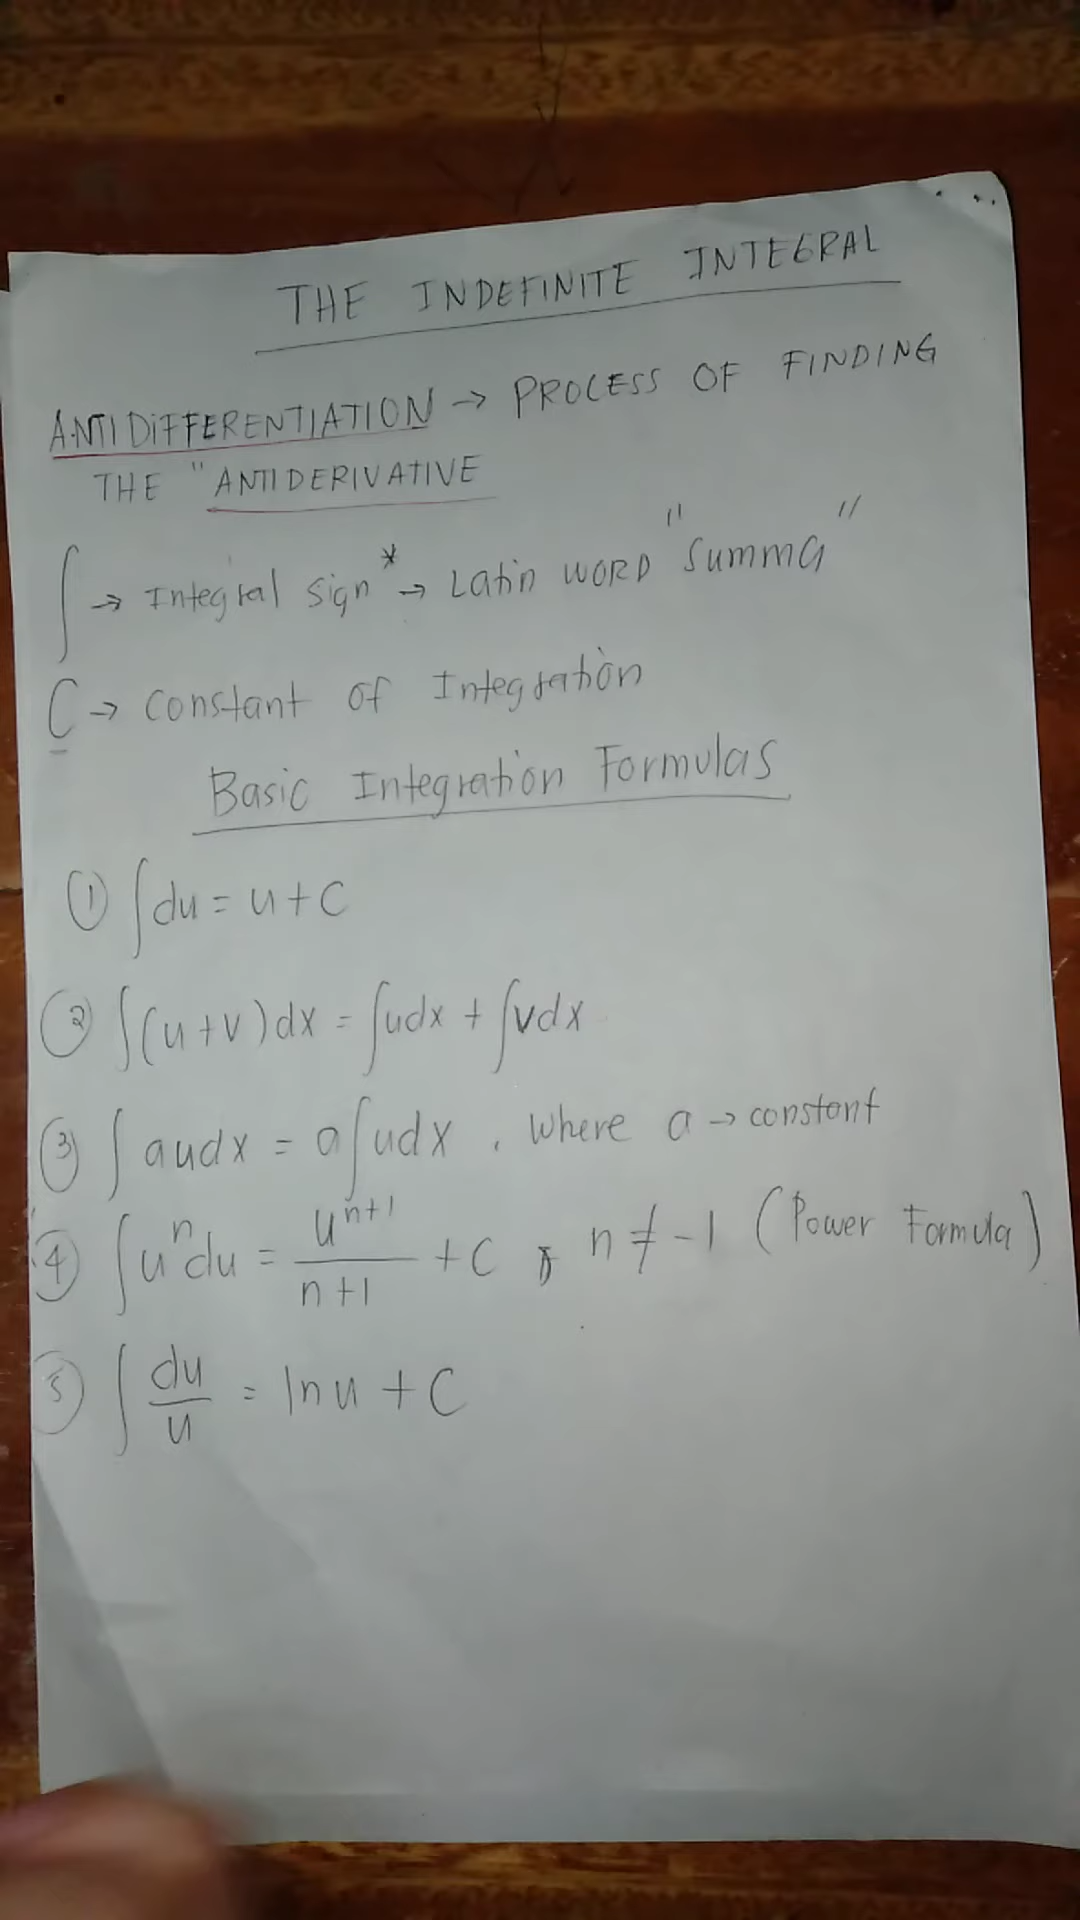 THE INDEFINITE INTEGRAL
ANTIDIFFERENTIATION → PROCESS OF FINDING
THE "ANTIDERIVATIVE
∫ → Integral sign* → Latin WORD "summa"
C → constant of Integration
Basic Integration Formulas
① ∫du = u + C
② ∫(u+v)dx = ∫udx + ∫vdx
③ ∫audx = a∫udx, where a → constant
④ ∫uⁿdu = uⁿ⁺¹/n+1 + C, n ≠ -1 (Power Formula)
⑤ ∫du/u = ln u + C